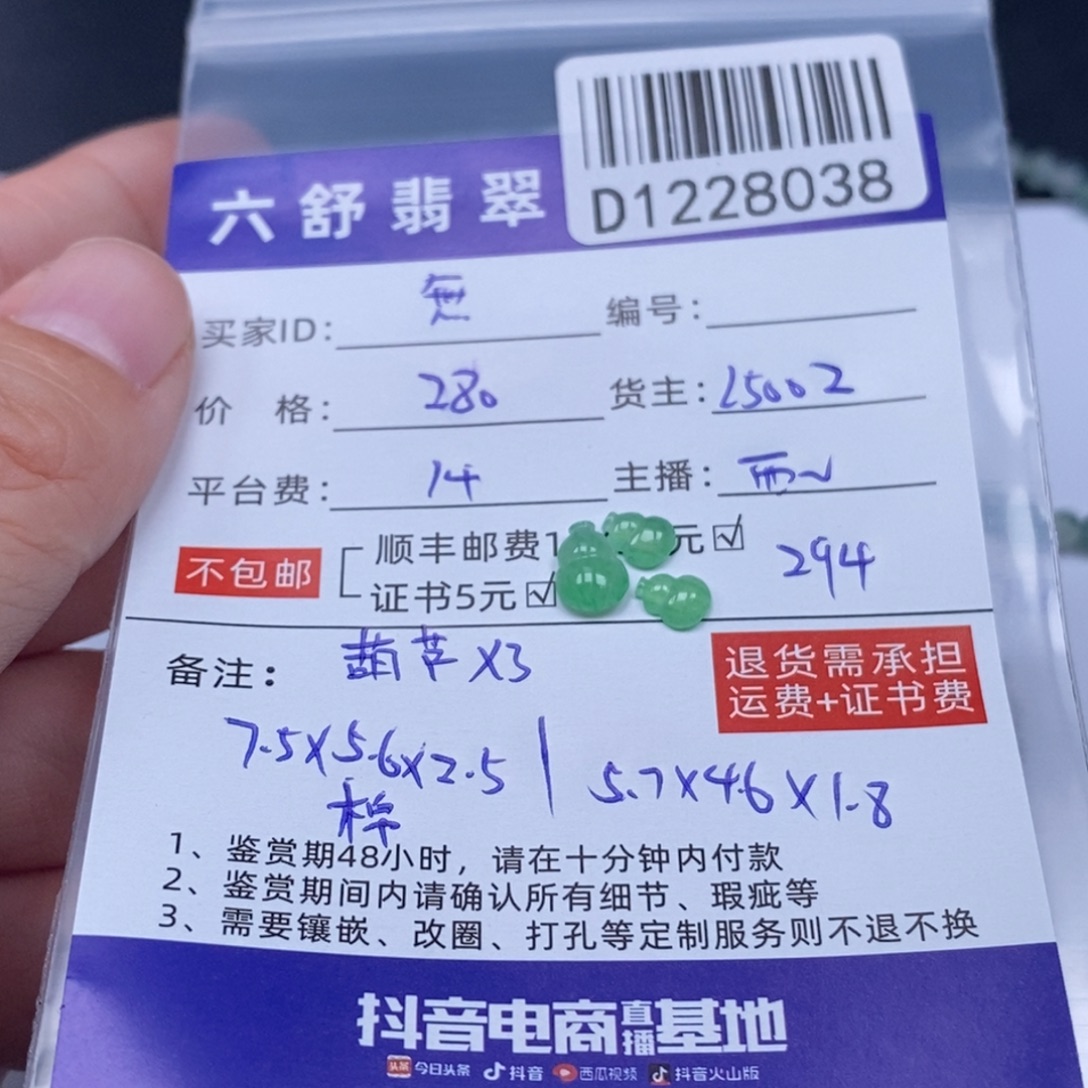 D1228038
六舒翡翠
买家ID: 无 编号:
价 格: 280 货主: L5002
平台费: 14 主播:
不包邮 顺丰邮费1 元☑ 294
证书5元☑
备注: 葫芦X3
退货需承担
运费+证书费
7.5X5.6X2.5 | 5.7X4.6X1.8
1、鉴赏期48小时，请在十分钟内付款
2、鉴赏期间内请确认所有细节、瑕疵等
3、需要镶嵌、改圈、打孔等定制服务则不退不换
抖音电商直播基地
头条 今日头条 抖音 西瓜视频 抖音火山版